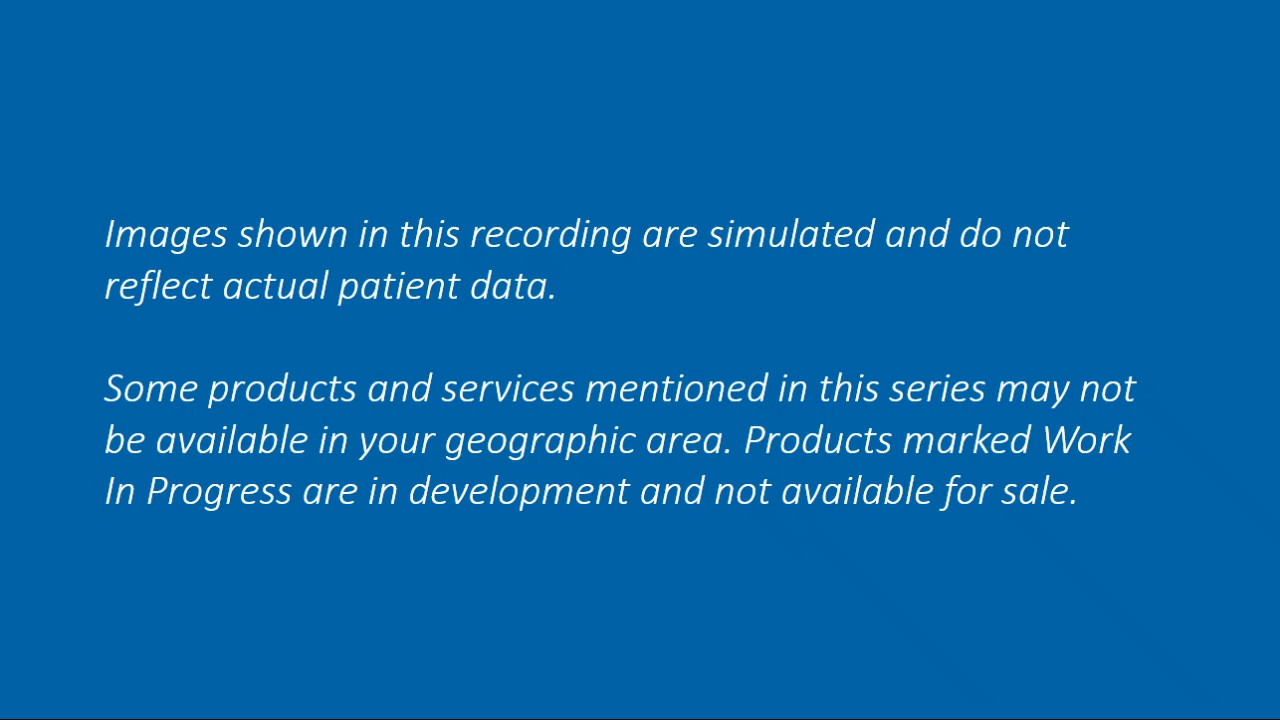 Images shown in this recording are simulated and do not
reflect actual patient data.
Some products and services mentioned in this series may not
be available in your geographic area. Products marked Work
In Progress are in development and not available for sale.